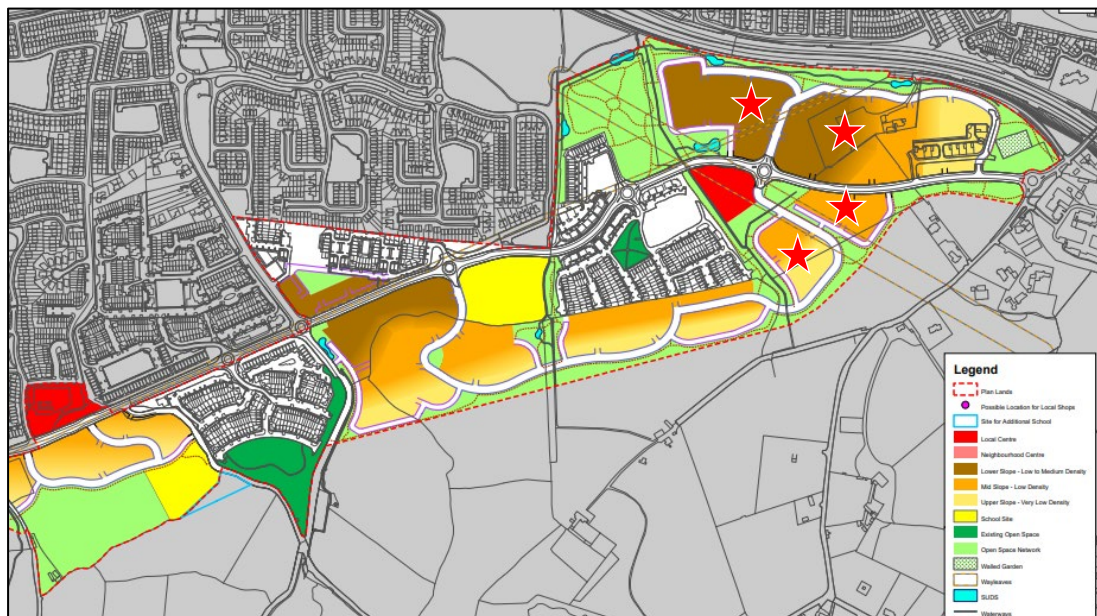 Legend
Plan Lands
Possible Location for Local Shops
Site for Additional School
Local Centre
Neighbourhood Centre
Lower Slope - Low to Medium Density
Mid Slope - Low Density
Upper Slope - Very Low Density
School Site
Existing Open Space
Open Space Network
Walled Garden
Wayleaves
SUDS
Waterways